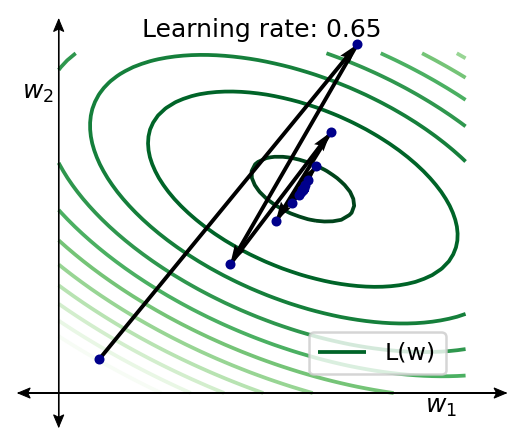 Learning rate: 0.65
w₂
L(w)
w₁